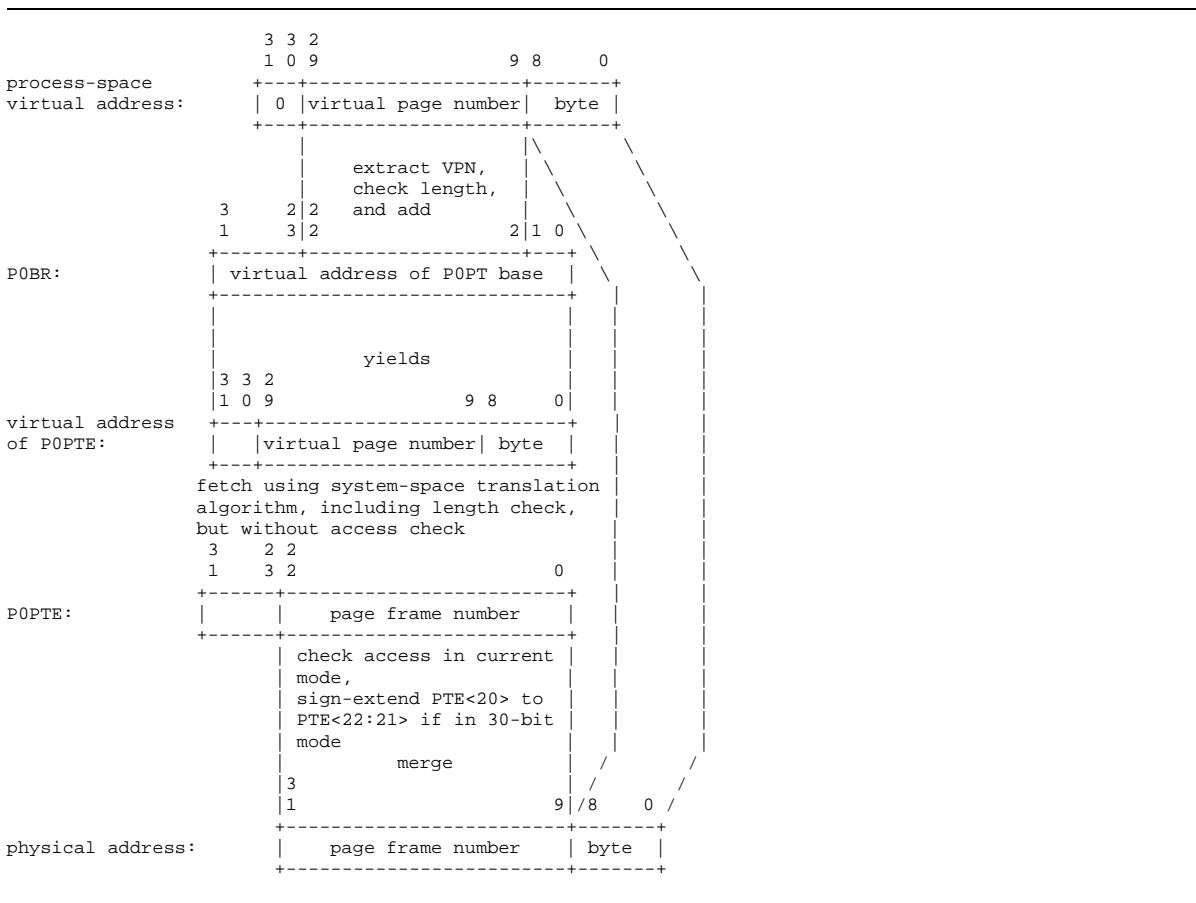 3 3 2
1 0 9 9 8 0
process-space
virtual address: | 0 |virtual page number| byte |
extract VPN,
check length,
3 2|2 and add
1 3|2 2|1 0
P0BR: | virtual address of P0PT base |
yields
3 3 2
1 0 9 9 8 0
virtual address
of P0PTE: | |virtual page number| byte |
fetch using system-space translation
algorithm, including length check,
but without access check
3 2 2
1 3 2 0
P0PTE: | | page frame number |
check access in current
mode,
sign-extend PTE<20> to
PTE<22:21> if in 30-bit
mode
merge
3
1 9 8 0
physical address: | page frame number | byte |